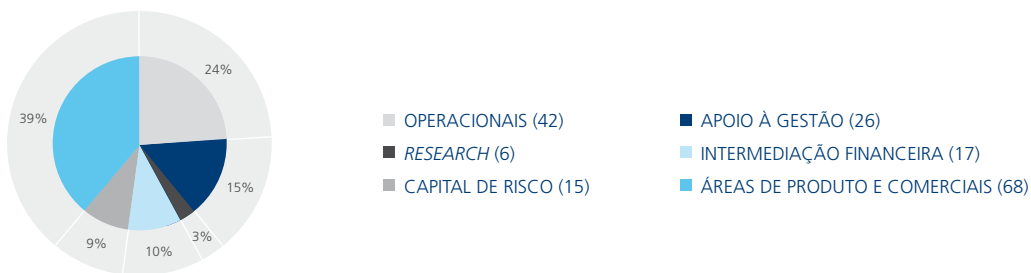 24%
39%
15%
3%
10%
9%
OPERACIONAIS (42)
RESEARCH (6)
CAPITAL DE RISCO (15)
APOIO À GESTÃO (26)
INTERMEDIAÇÃO FINANCEIRA (17)
ÁREAS DE PRODUTO E COMERCIAIS (68)